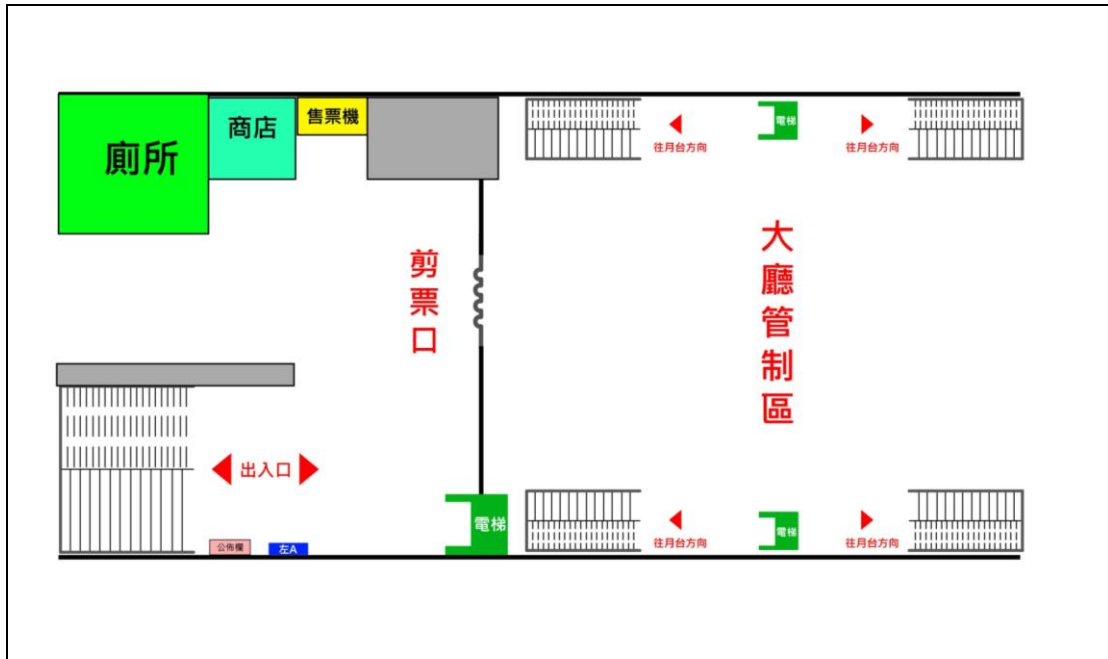 廁所
商店
售票機
電梯
往月台方向
往月台方向
剪票口
大廳管制區
出入口
公佈欄
左A
電梯
電梯
往月台方向
往月台方向